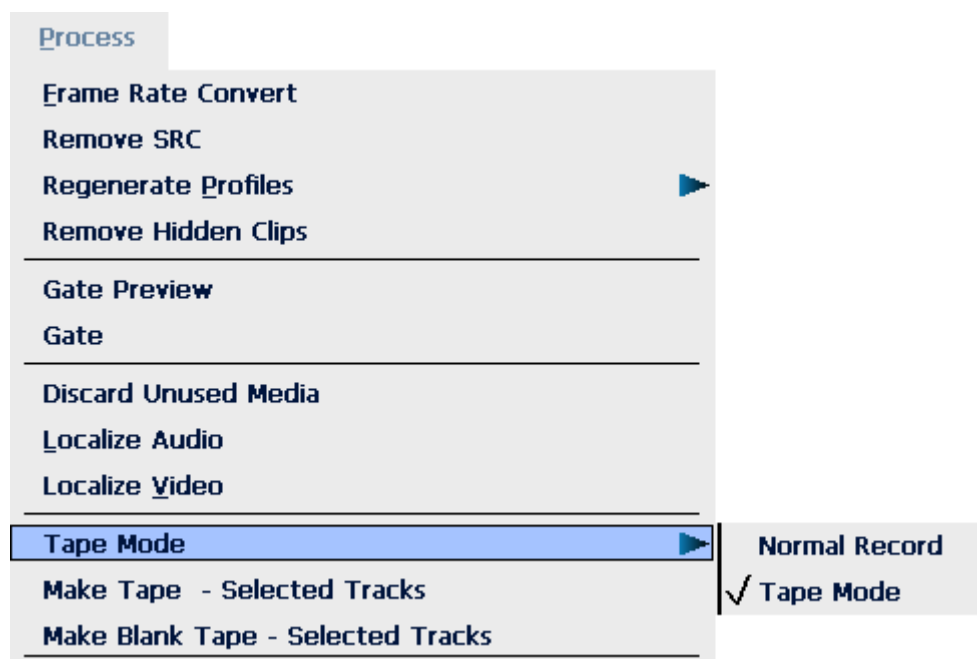 Process
Frame Rate Convert
Remove SRC
Regenerate Profiles
Remove Hidden Clips
Gate Preview
Gate
Discard Unused Media
Localize Audio
Localize Video
Tape Mode
Normal Record
Tape Mode
Make Tape - Selected Tracks
Make Blank Tape - Selected Tracks